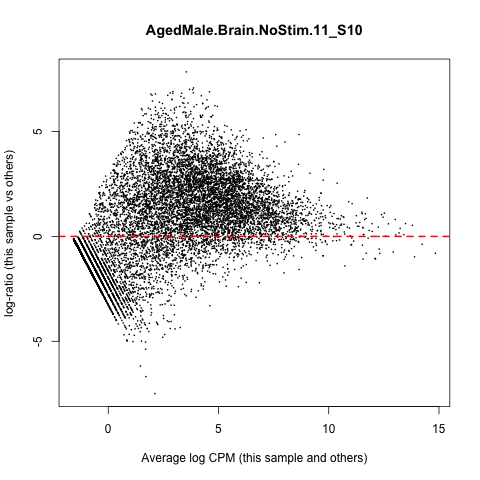 AgedMale.Brain.NoStim.11_S10
log-ratio (this sample vs others)
5
0
-5
0
5
10
15
Average log CPM (this sample and others)